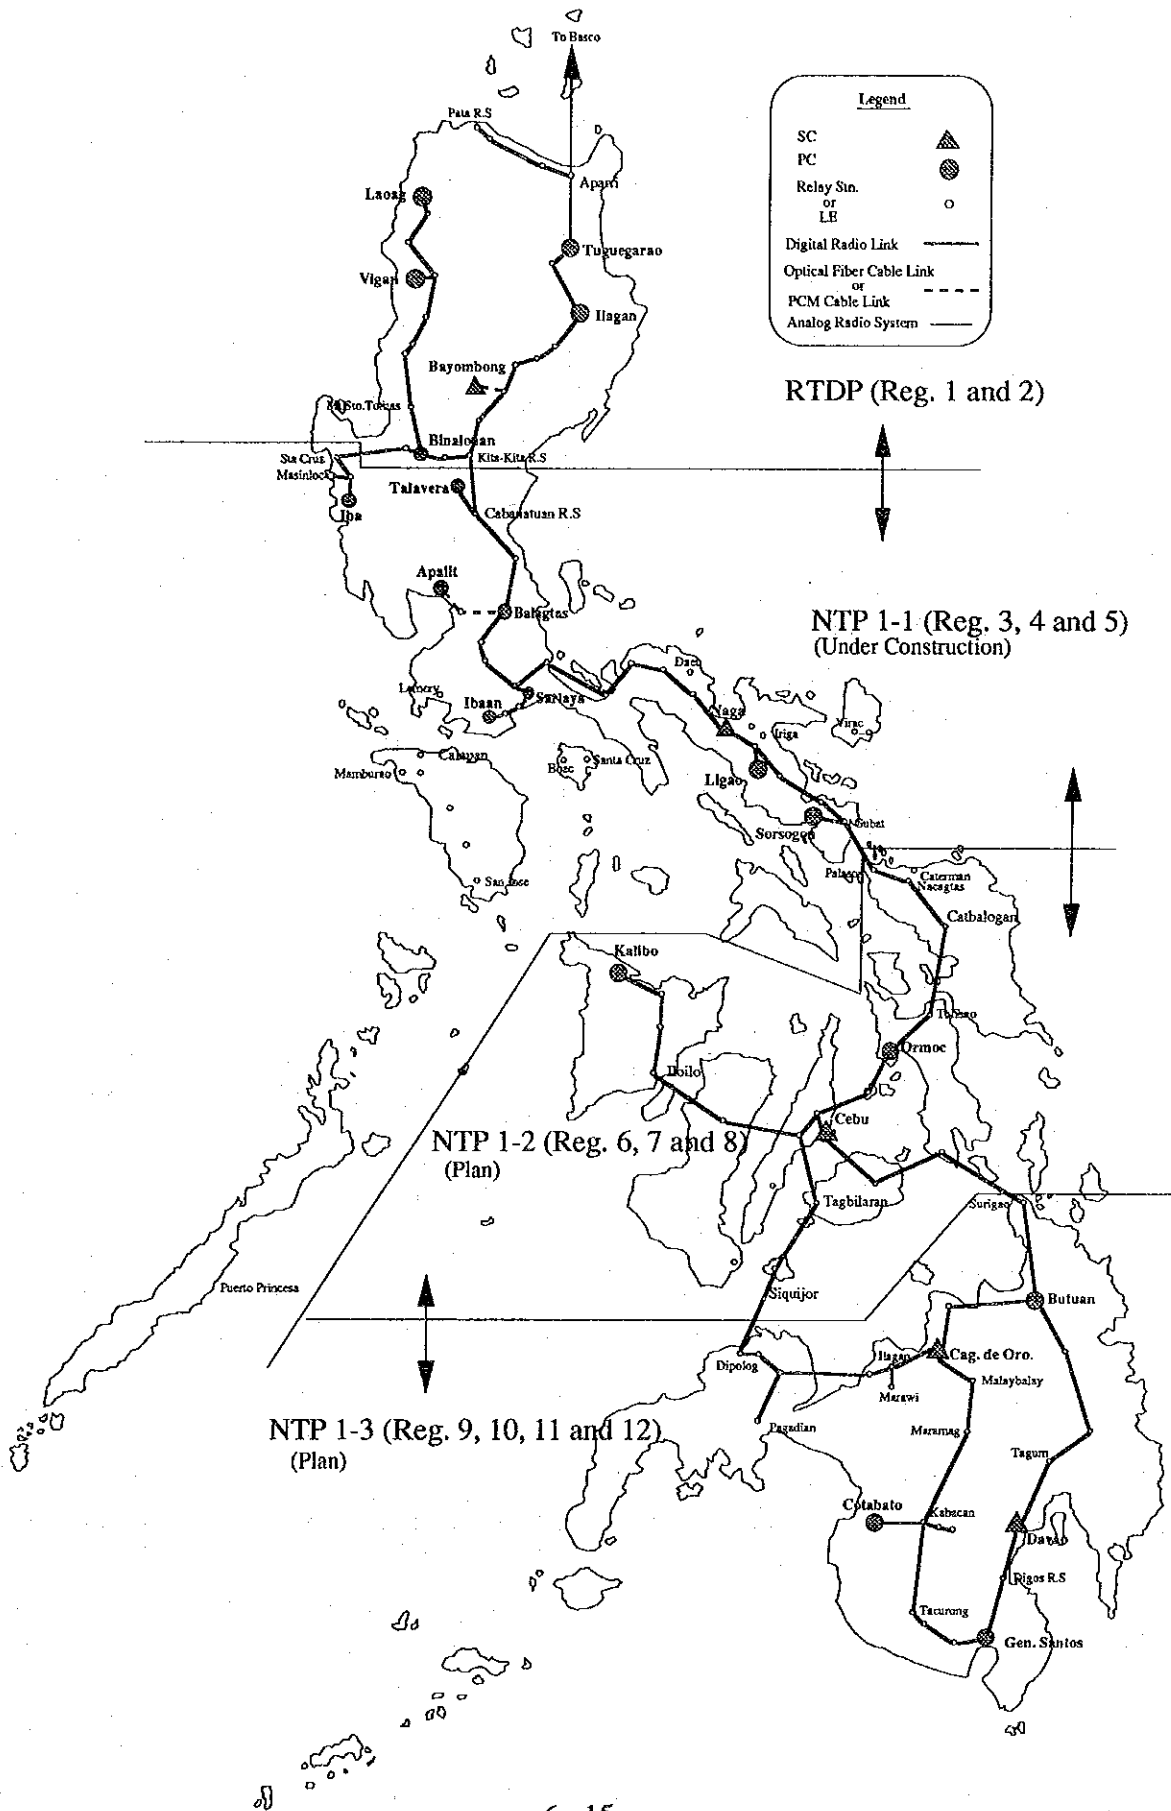 To Basco
Legend
SC
PC
Relay Stn.
or
LE
Digital Radio Link
Optical Fiber Cable Link
or
PCM Cable Link
Analog Radio System
Pata R.S
Aparri
Laoag
Tuguegarao
Vigan
Ilagan
Bayombong
RTDP (Reg. 1 and 2)
Mt.Sto.Tomas
Binalonan
Sta Cruz
Kita-Kita R.S
Masinloc
Talavera
Iba
Cabanatuan R.S
Apalit
Balagtas
NTP 1-1 (Reg. 3, 4 and 5)
(Under Construction)
Daet
Lemery
Ibaan
Sariaya
Naga
Virac
Iriga
Calapan
Boac
Santa Cruz
Mamburao
Ligao
Sorsogon
Gubat
Palapag
Caterman
Nacagtas
San Jose
Catbalogan
Kalibo
Tolosao
Ormoc
Iloilo
Cebu
NTP 1-2 (Reg. 6, 7 and 8)
(Plan)
Tagbilaran
Surigao
Puerto Princesa
Siquijor
Butuan
Dipolog
Iligan
Cag. de Oro.
Marawi
Malaybalay
NTP 1-3 (Reg. 9, 10, 11 and 12)
(Plan)
Pagadian
Maramag
Tagum
Cotabato
Kabacan
Davao
Digos R.S
Tacurong
Gen. Santos